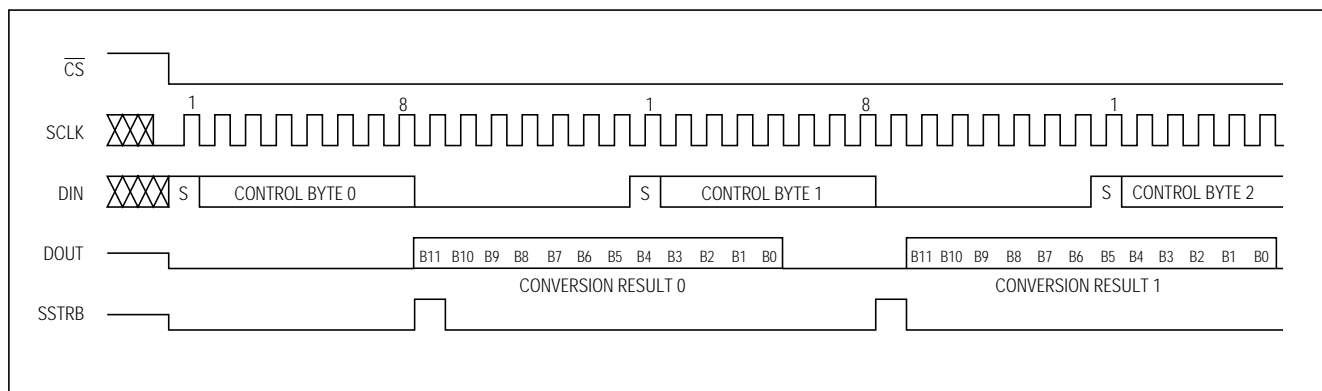 CS
1 8 1 8 1
SCLK
DIN S CONTROL BYTE 0 S CONTROL BYTE 1 S CONTROL BYTE 2
DOUT B11 B10 B9 B8 B7 B6 B5 B4 B3 B2 B1 B0 B11 B10 B9 B8 B7 B6 B5 B4 B3 B2 B1 B0
CONVERSION RESULT 0 CONVERSION RESULT 1
SSTRB